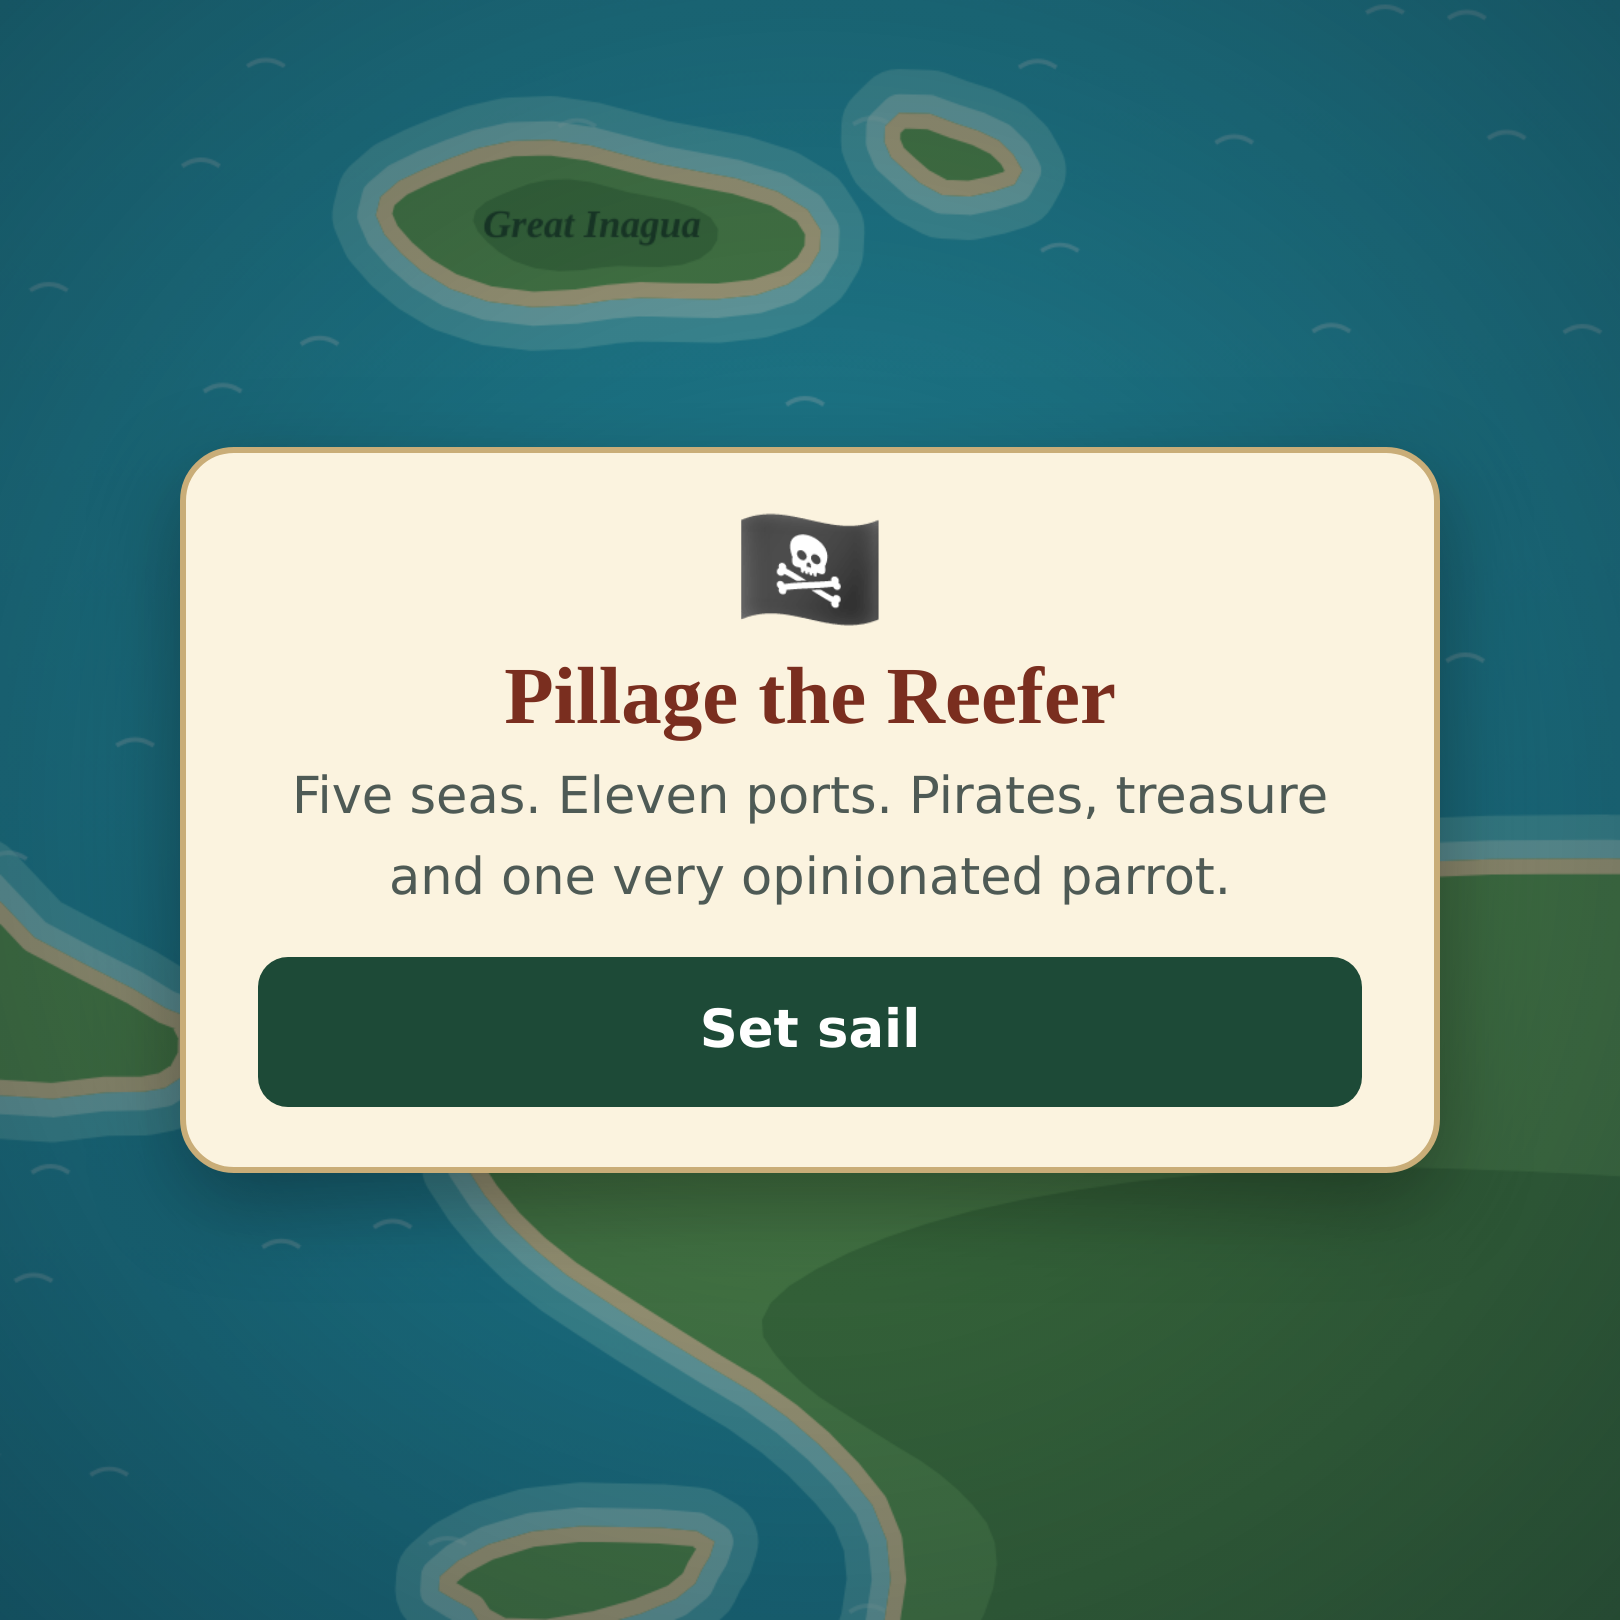 Great Inagua
Pillage the Reefer
Five seas. Eleven ports. Pirates, treasure
and one very opinionated parrot.
Set sail